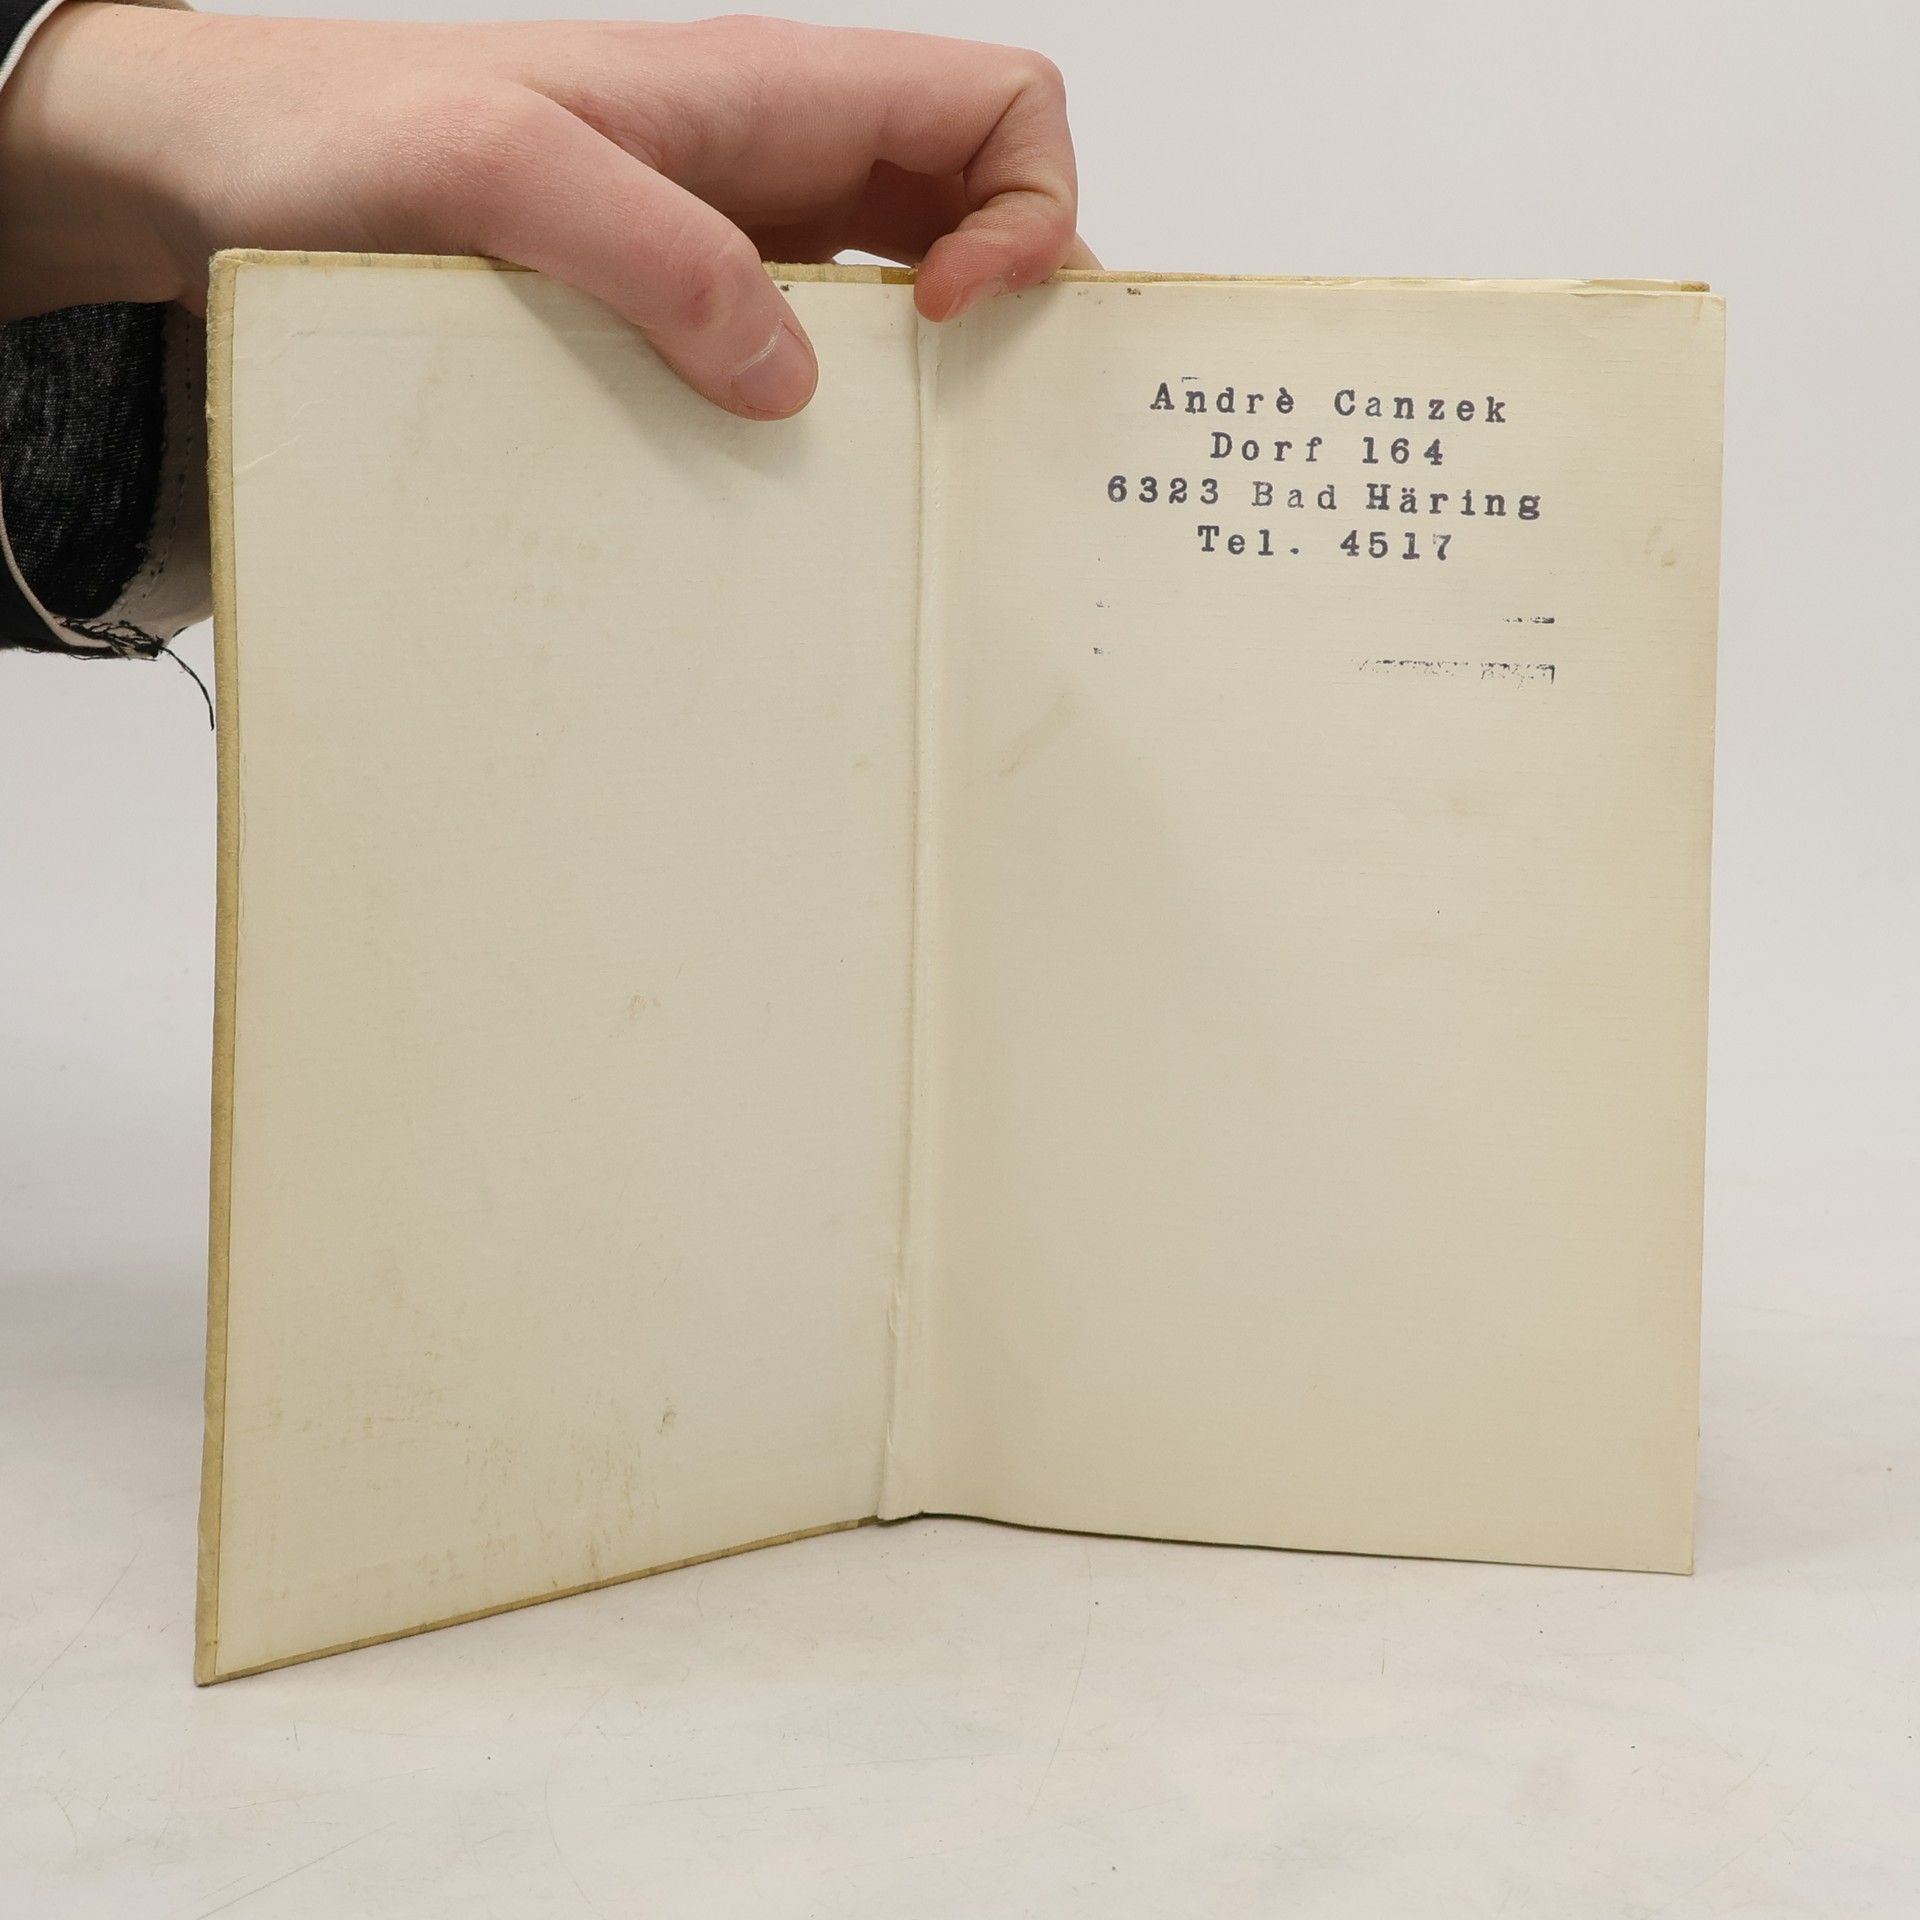 Andrè Canzek
Dorf 164
6323 Bad Häring
Tel. 4517